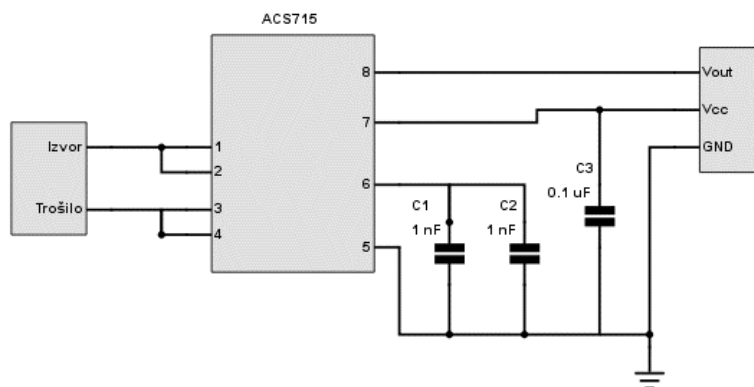 ACS715
8
Vout
7
Vcc
Izvor
1
GND
2
6
C3
0.1 uF
Trošilo
3
C1
C2
4
1 nF
1 nF
5